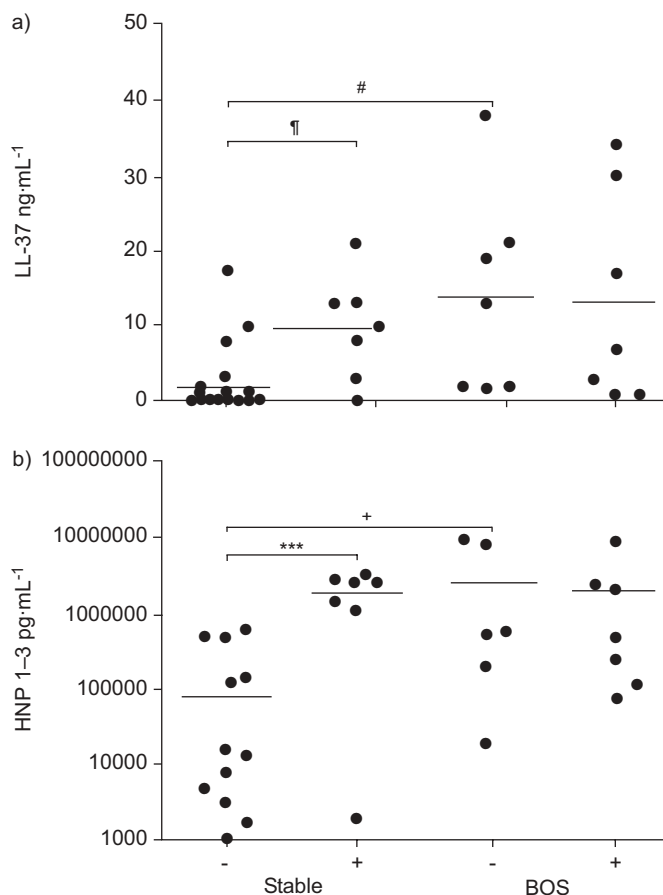 a)
50
40
30
20
10
0
LL-37 ng·mL⁻¹
#
¶
b)
100000000
10000000
1000000
100000
10000
1000
HNP 1–3 pg·mL⁻¹
+
***
- + - +
Stable BOS